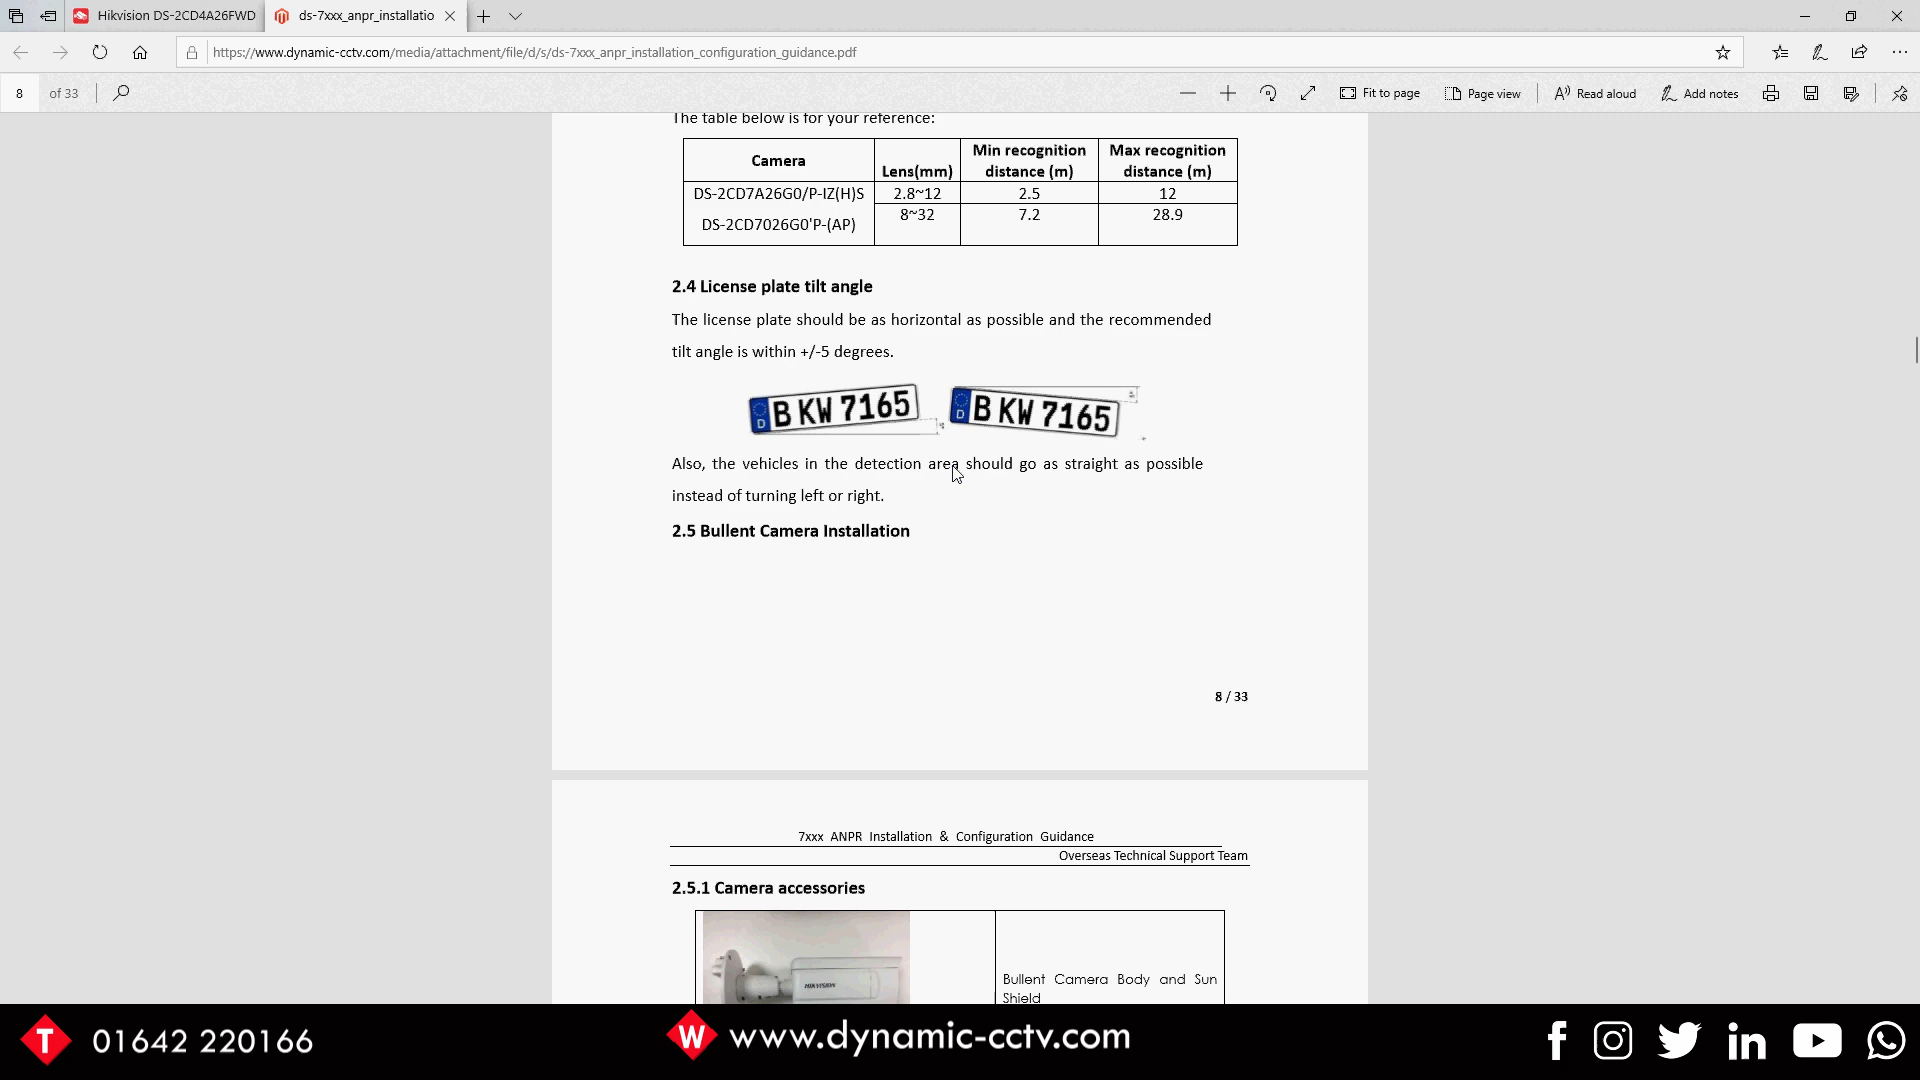 Hikvision DS-2CD4A26FWD
ds-7xxx_anpr_installatio
https://www.dynamic-cctv.com/media/attachment/file/d/s/ds-7xxx_anpr_installation_configuration_guidance.pdf
8 of 33
Fit to page
Page view
Read aloud
Add notes
The table below is for your reference:
Camera Lens(mm) Min recognition distance (m) Max recognition distance (m)
DS-2CD7A26G0/P-IZ(H)S 2.8~12 2.5 12
DS-2CD7026G0'P-(AP) 8~32 7.2 28.9
2.4 License plate tilt angle
The license plate should be as horizontal as possible and the recommended
tilt angle is within +/-5 degrees.
D B KW 7165 D B KW 7165
Also, the vehicles in the detection area should go as straight as possible
instead of turning left or right.
2.5 Bullent Camera Installation
8 / 33
7xxx ANPR Installation & Configuration Guidance
Overseas Technical Support Team
2.5.1 Camera accessories
HIKVISION
Bullent Camera Body and Sun
Shield
T 01642 220166
W www.dynamic-cctv.com